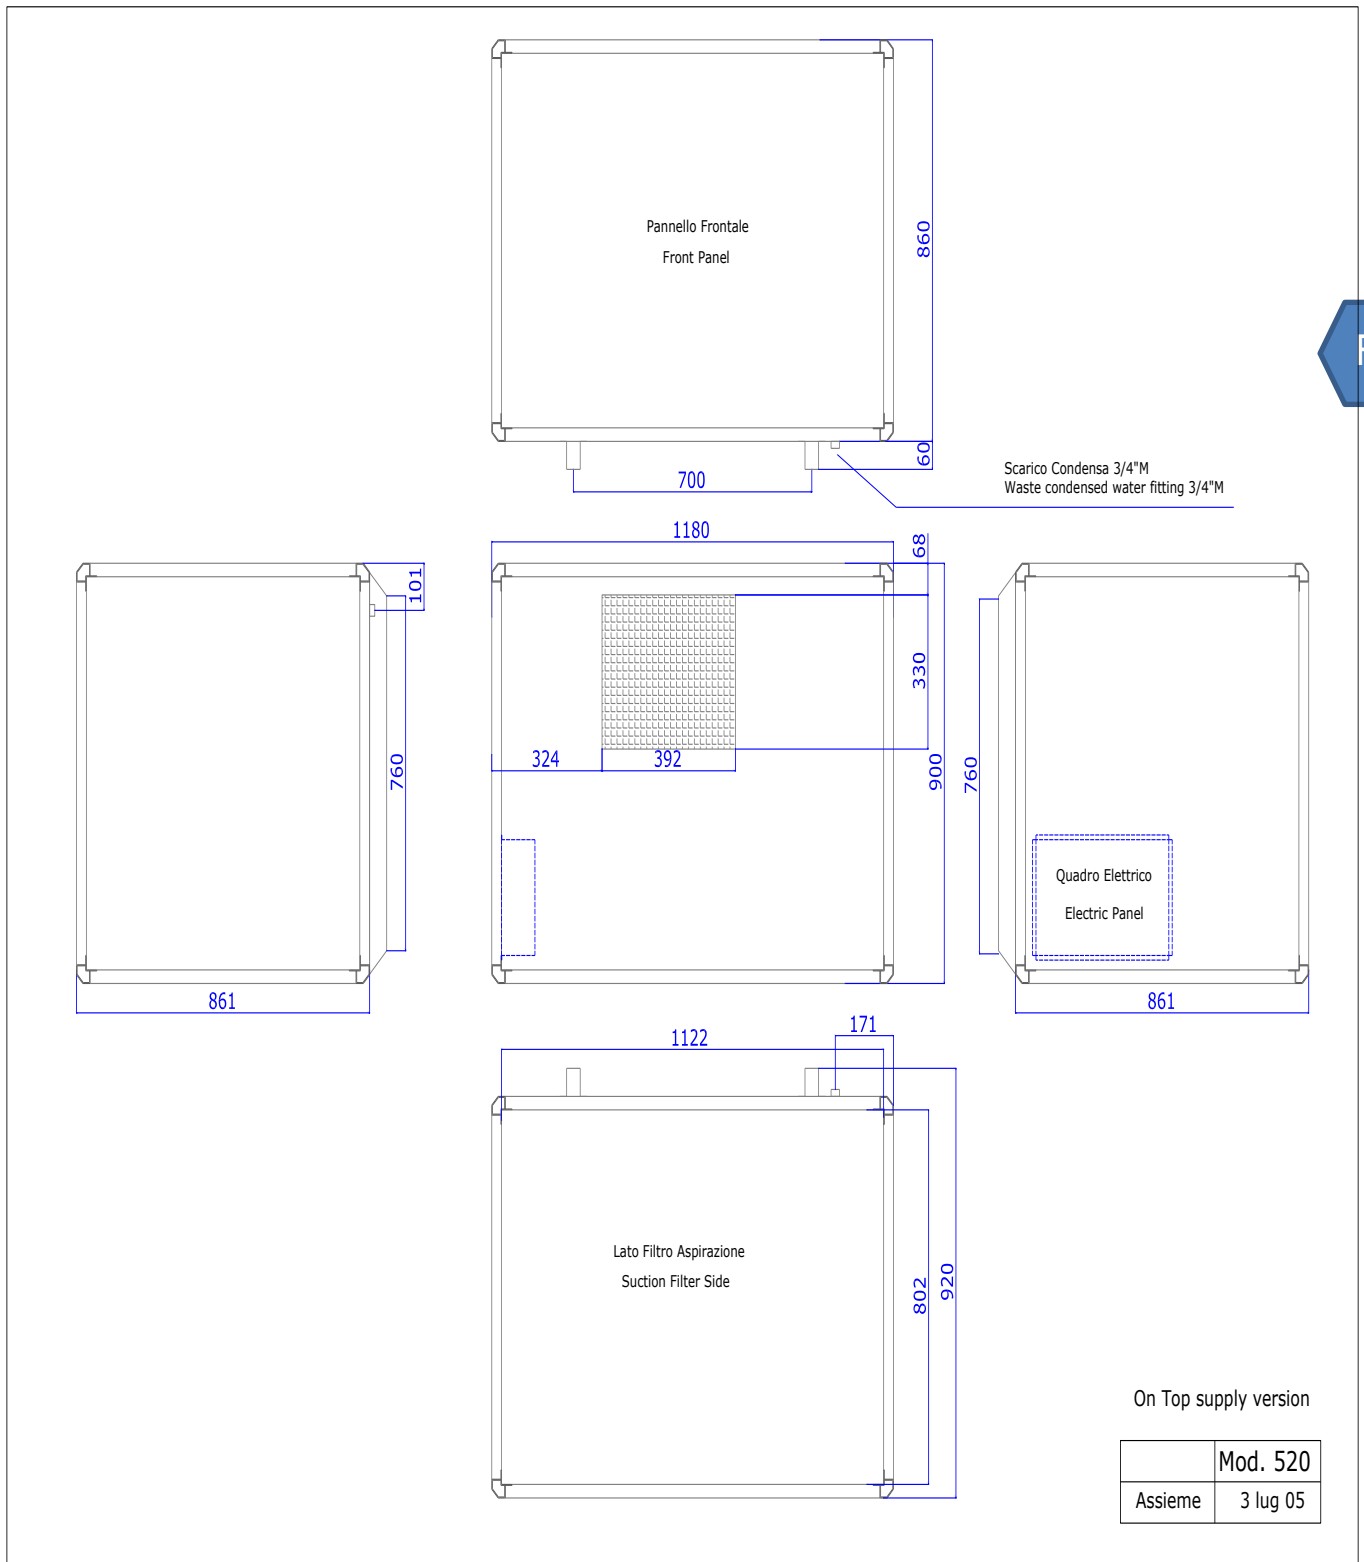 Pannello Frontale
Front Panel
860
60
700
Scarico Condensa 3/4"M
Waste condensed water fitting 3/4"M
1180
68
101
330
324
392
760
900
760
Quadro Elettrico
Electric Panel
861
861
171
1122
Lato Filtro Aspirazione
Suction Filter Side
802
920
On Top supply version
Mod. 520
Assieme
3 lug 05